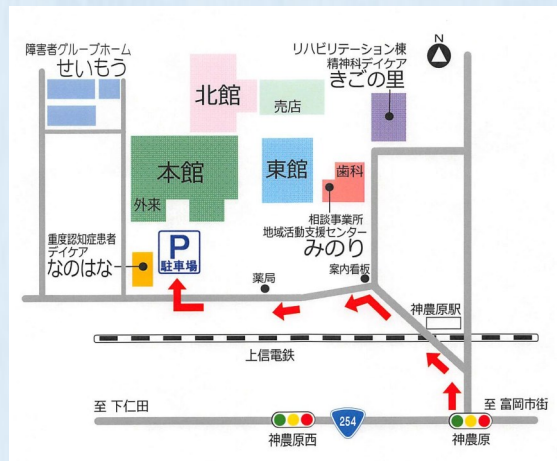 N
障害者グループホーム
せいもう
北館
売店
リハビリテーション棟
精神科デイケア
きごの里
本館
外来
東館
歯科
相談事業所
地域活動支援センター
みのり
重度認知症患者
デイケア
なのはな
P
駐車場
薬局
案内看板
神農原駅
上信電鉄
至 下仁田
神農原西
254
神農原
至 富岡市街